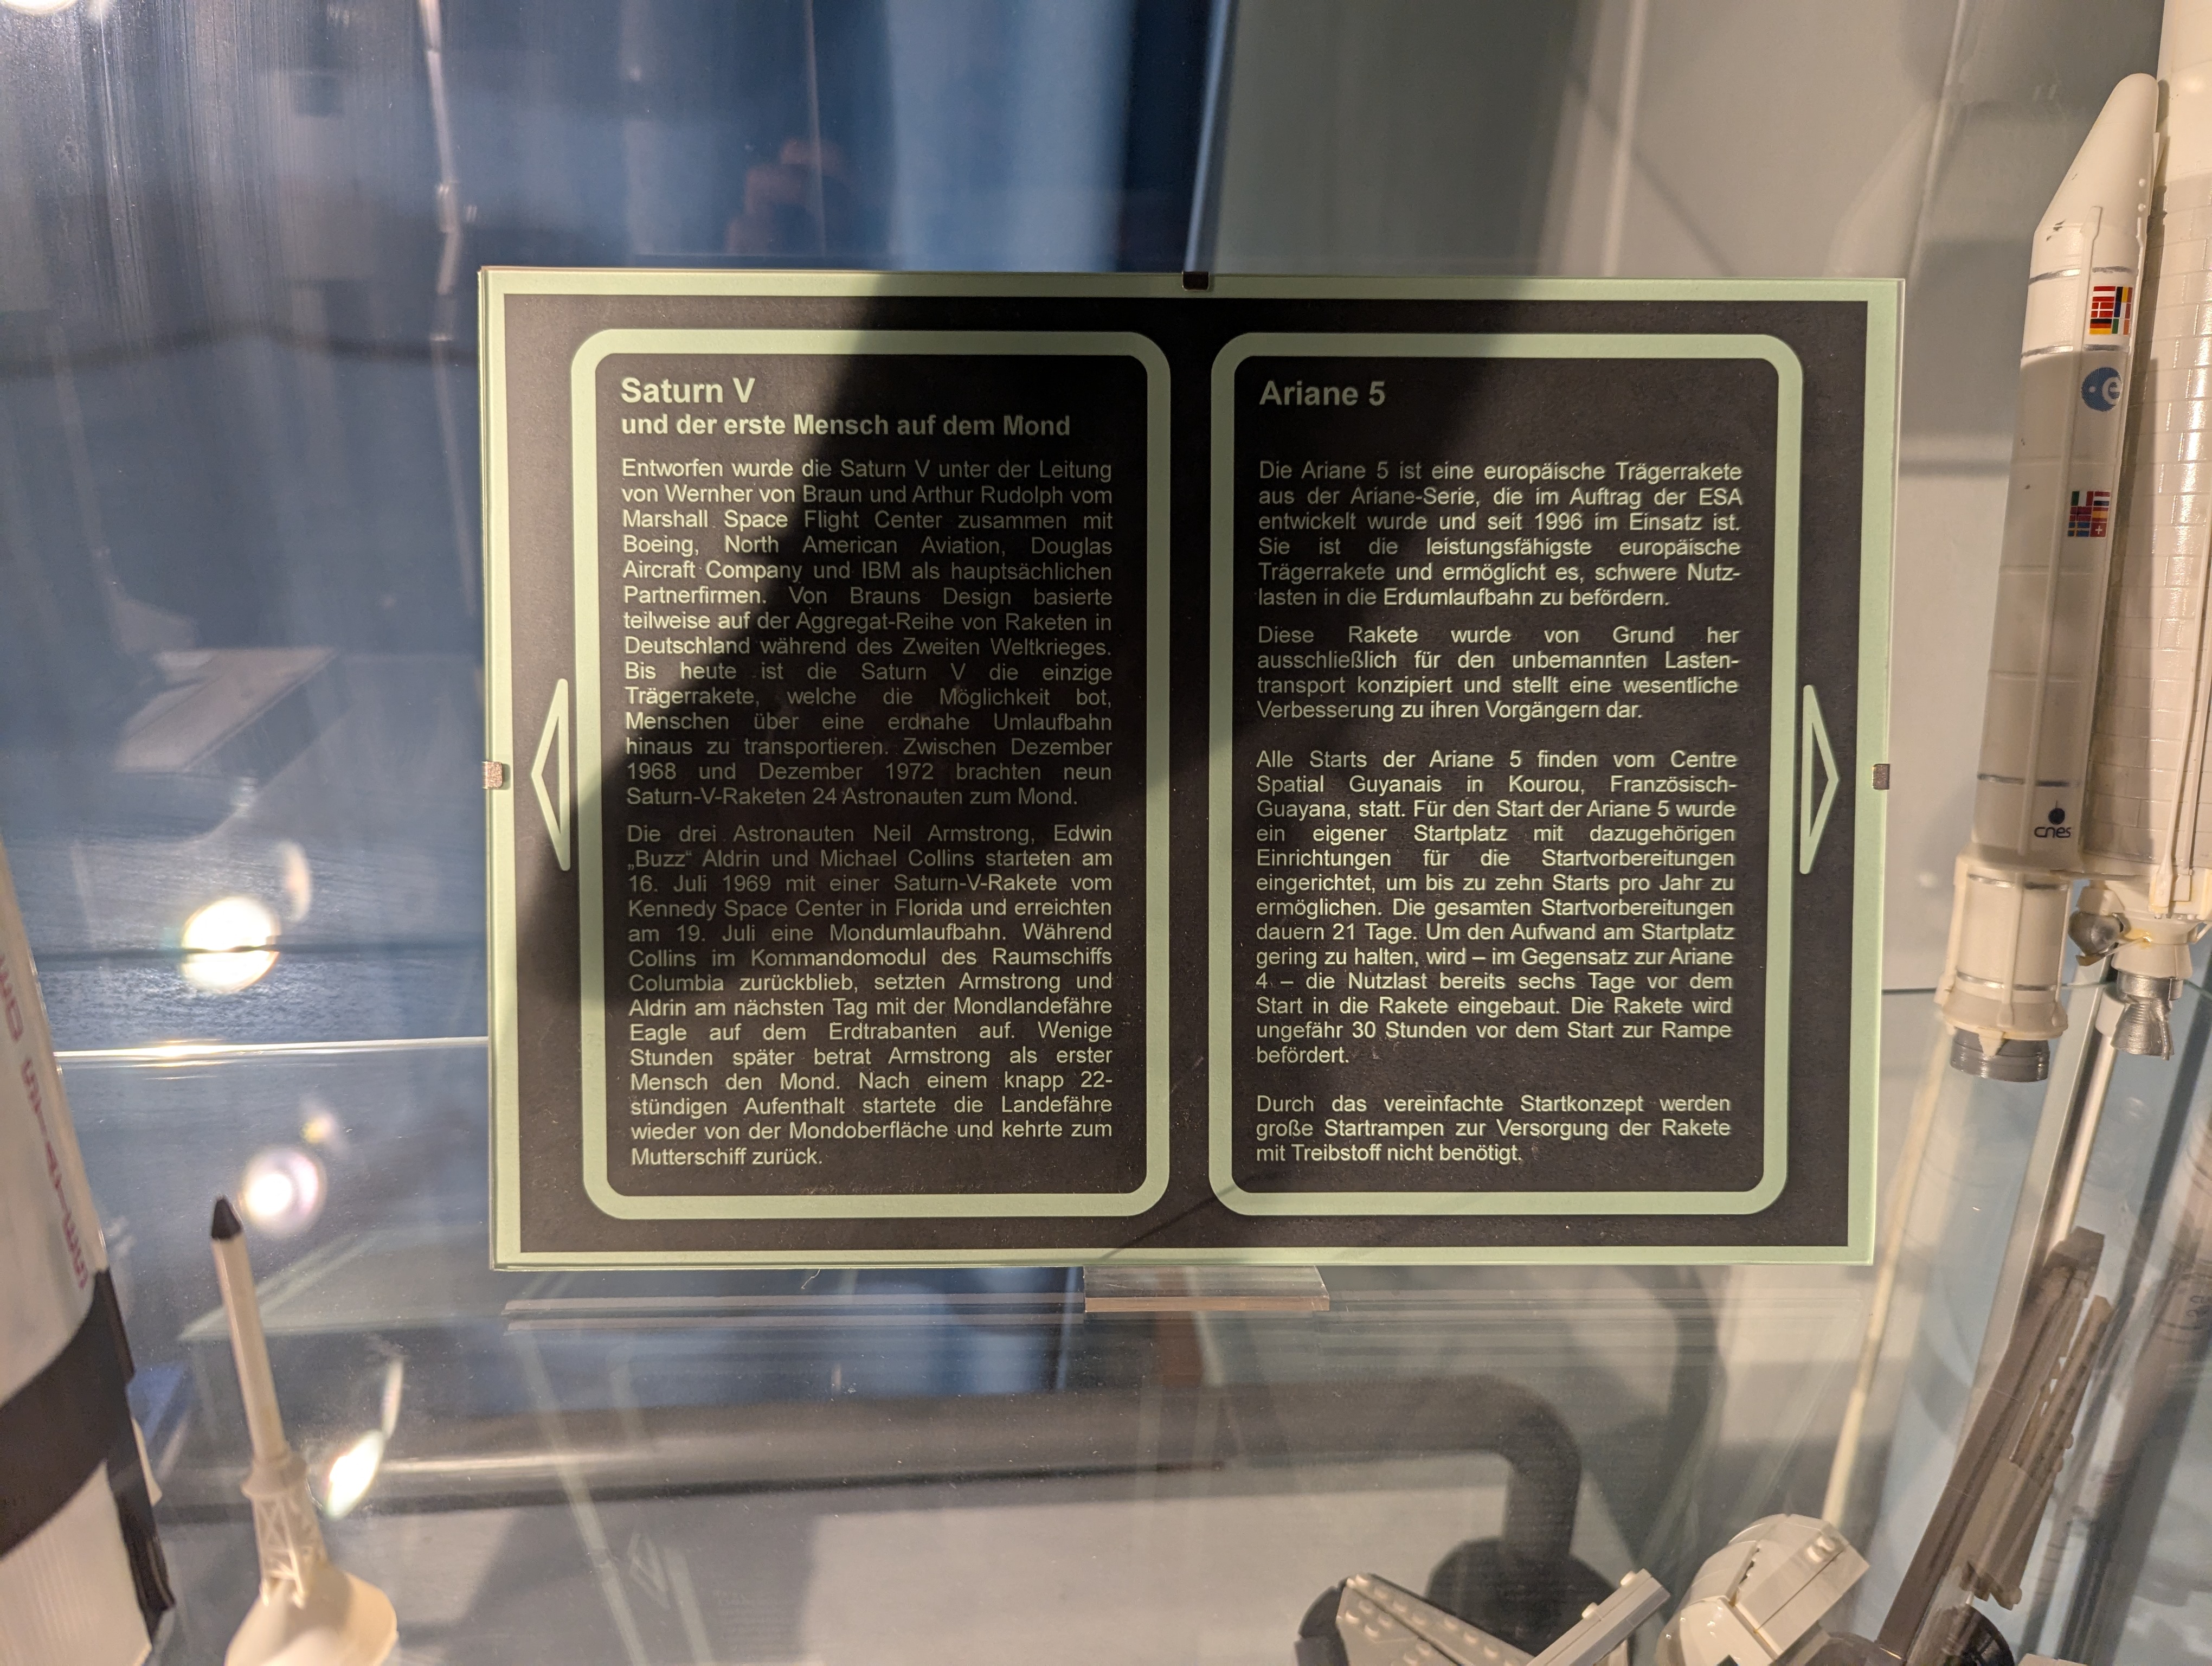 Saturn V
und der erste Mensch auf dem Mond
Entworfen wurde die Saturn V unter der Leitung
von Wernher von Braun und Arthur Rudolph vom
Marshall Space Flight Center zusammen mit
Boeing, North American Aviation, Douglas
Aircraft Company und IBM als hauptsächlichen
Partnerfirmen. Von Brauns Design basierte
teilweise auf der Aggregat-Reihe von Raketen in
Deutschland während des Zweiten Weltkrieges.
Bis heute ist die Saturn V die einzige
Trägerrakete, welche die Möglichkeit bot,
Menschen über eine erdnahe Umlaufbahn
hinaus zu transportieren. Zwischen Dezember
1968 und Dezember 1972 brachten neun
Saturn-V-Raketen 24 Astronauten zum Mond.
Die drei Astronauten Neil Armstrong, Edwin
„Buzz“ Aldrin und Michael Collins starteten am
16. Juli 1969 mit einer Saturn-V-Rakete vom
Kennedy Space Center in Florida und erreichten
am 19. Juli eine Mondumlaufbahn. Während
Collins im Kommandomodul des Raumschiffs
Columbia zurückblieb, setzten Armstrong und
Aldrin am nächsten Tag mit der Mondlandefähre
Eagle auf dem Erdtrabanten auf. Wenige
Stunden später betrat Armstrong als erster
Mensch den Mond. Nach einem knapp 22-
stündigen Aufenthalt startete die Landefähre
wieder von der Mondoberfläche und kehrte zum
Mutterschiff zurück.
Ariane 5
Die Ariane 5 ist eine europäische Trägerrakete
aus der Ariane-Serie, die im Auftrag der ESA
entwickelt wurde und seit 1996 im Einsatz ist.
Sie ist die leistungsfähigste europäische
Trägerrakete und ermöglicht es, schwere Nutz-
lasten in die Erdumlaufbahn zu befördern.
Diese Rakete wurde von Grund her
ausschließlich für den unbemannten Lasten-
transport konzipiert und stellt eine wesentliche
Verbesserung zu ihren Vorgängern dar.
Alle Starts der Ariane 5 finden vom Centre
Spatial Guyanais in Kourou, Französisch-
Guayana, statt. Für den Start der Ariane 5 wurde
ein eigener Startplatz mit dazugehörigen
Einrichtungen für die Startvorbereitungen
eingerichtet, um bis zu zehn Starts pro Jahr zu
ermöglichen. Die gesamten Startvorbereitungen
dauern 21 Tage. Um den Aufwand am Startplatz
gering zu halten, wird – im Gegensatz zur Ariane
4 – die Nutzlast bereits sechs Tage vor dem
Start in die Rakete eingebaut. Die Rakete wird
ungefähr 30 Stunden vor dem Start zur Rampe
befördert.
Durch das vereinfachte Startkonzept werden
große Startrampen zur Versorgung der Rakete
mit Treibstoff nicht benötigt.
cnes